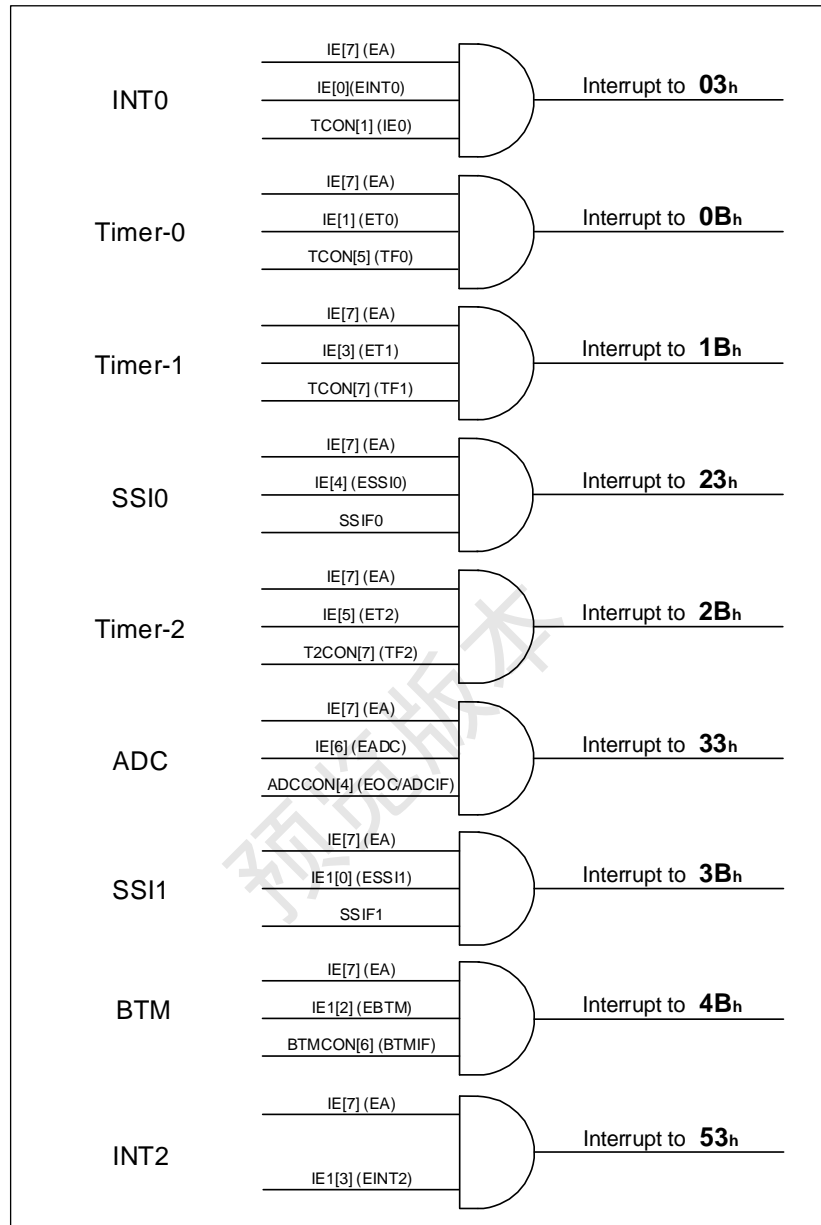 IE[7] (EA)
INT0 IE[0](EINT0) Interrupt to 03h
TCON[1] (IE0)
IE[7] (EA)
Timer-0 IE[1] (ET0) Interrupt to 0Bh
TCON[5] (TF0)
IE[7] (EA)
Timer-1 IE[3] (ET1) Interrupt to 1Bh
TCON[7] (TF1)
IE[7] (EA)
SSI0 IE[4] (ESSI0) Interrupt to 23h
SSIF0
IE[7] (EA)
Timer-2 IE[5] (ET2) Interrupt to 2Bh
T2CON[7] (TF2)
IE[7] (EA)
ADC IE[6] (EADC) Interrupt to 33h
ADCCON[4] (EOC/ADCIF)
IE[7] (EA)
SSI1 IE1[0] (ESSI1) Interrupt to 3Bh
SSIF1
IE[7] (EA)
BTM IE1[2] (EBTM) Interrupt to 4Bh
BTMCON[6] (BTMIF)
IE[7] (EA)
INT2 Interrupt to 53h
IE1[3] (EINT2)
预览版本